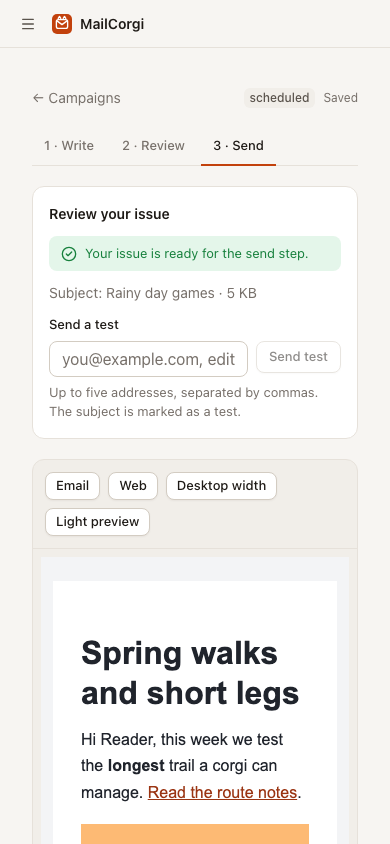 MailCorgi
← Campaigns
scheduled
Saved
1 · Write
2 · Review
3 · Send
Review your issue
Your issue is ready for the send step.
Subject: Rainy day games · 5 KB
Send a test
you@example.com, edit
Send test
Up to five addresses, separated by commas.
The subject is marked as a test.
Email
Web
Desktop width
Light preview
Spring walks
and short legs
Hi Reader, this week we test
the longest trail a corgi can
manage. Read the route notes.